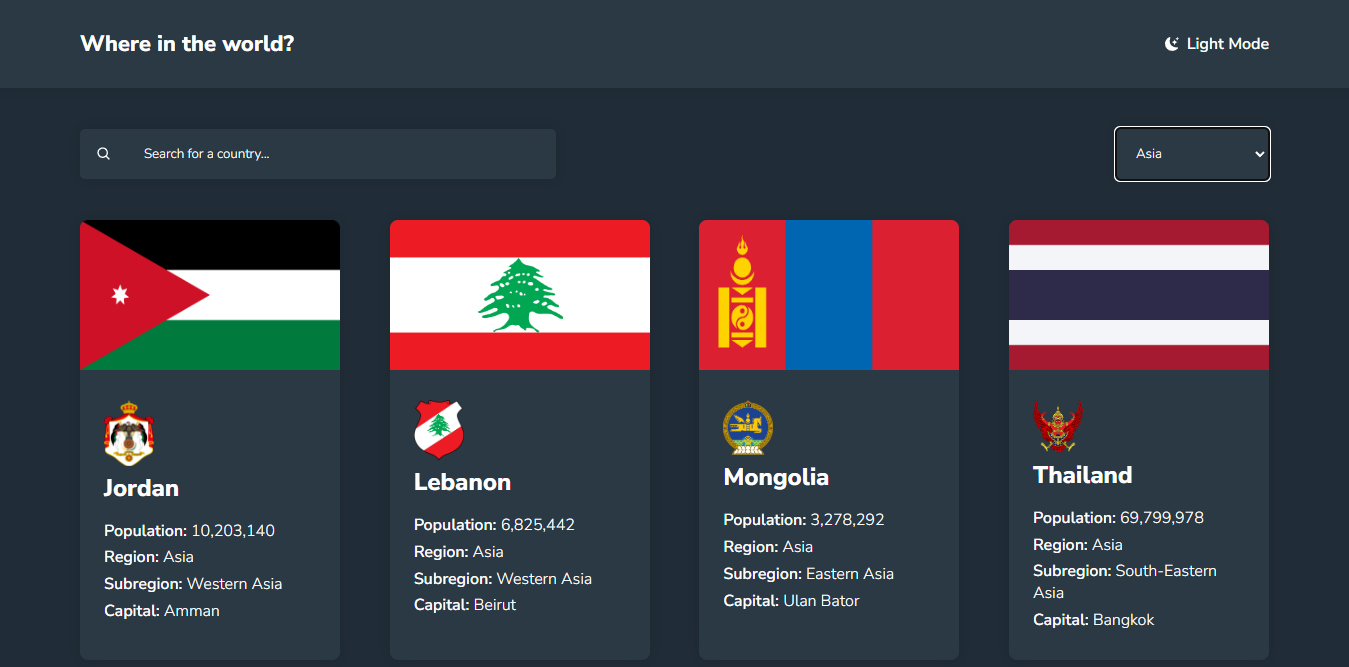 Where in the world?
Light Mode
Search for a country...
Asia
Jordan
Population: 10,203,140
Region: Asia
Subregion: Western Asia
Capital: Amman
Lebanon
Population: 6,825,442
Region: Asia
Subregion: Western Asia
Capital: Beirut
Mongolia
Population: 3,278,292
Region: Asia
Subregion: Eastern Asia
Capital: Ulan Bator
Thailand
Population: 69,799,978
Region: Asia
Subregion: South-Eastern
Asia
Capital: Bangkok